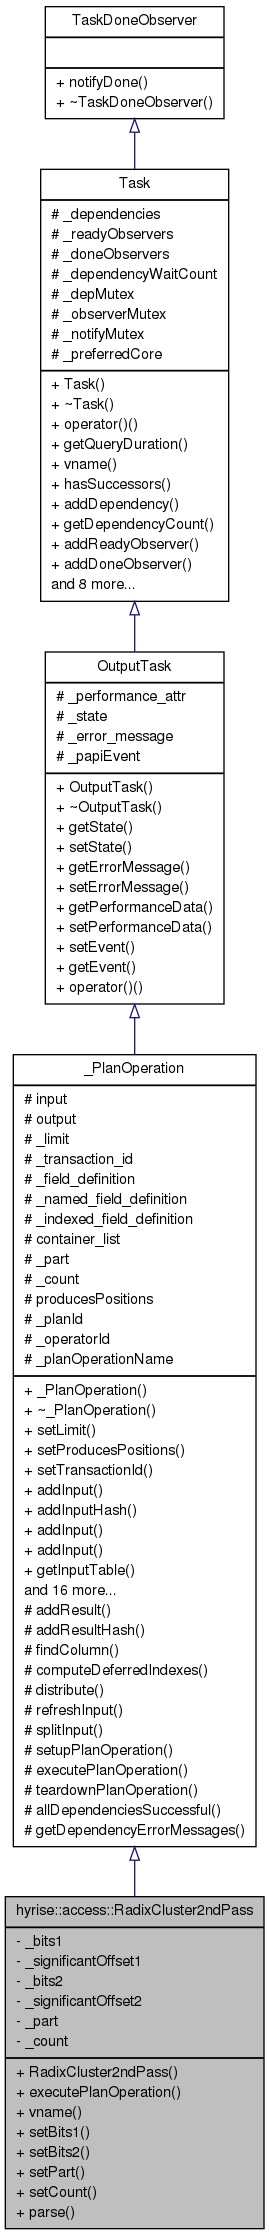 TaskDoneObserver
+ notifyDone()
+ ~TaskDoneObserver()
Task
# _dependencies
# _readyObservers
# _doneObservers
# _dependencyWaitCount
# _depMutex
# _observerMutex
# _notifyMutex
# _preferredCore
+ Task()
+ ~Task()
+ operator()()
+ getQueryDuration()
+ vname()
+ hasSuccessors()
+ addDependency()
+ getDependencyCount()
+ addReadyObserver()
+ addDoneObserver()
and 8 more...
OutputTask
# _performance_attr
# _state
# _error_message
# _papiEvent
+ OutputTask()
+ ~OutputTask()
+ getState()
+ setState()
+ getErrorMessage()
+ setErrorMessage()
+ getPerformanceData()
+ setPerformanceData()
+ setEvent()
+ getEvent()
+ operator()()
_PlanOperation
# input
# output
# _limit
# _transaction_id
# _field_definition
# _named_field_definition
# _indexed_field_definition
# container_list
# _part
# _count
# producesPositions
# _planId
# _operatorId
# _planOperationName
+ _PlanOperation()
+ ~_PlanOperation()
+ setLimit()
+ setProducesPositions()
+ setTransactionId()
+ addInput()
+ addInputHash()
+ addInput()
+ addInput()
+ getInputTable()
and 16 more...
# addResult()
# addResultHash()
# findColumn()
# computeDeferredIndexes()
# distribute()
# refreshInput()
# splitInput()
# setupPlanOperation()
# executePlanOperation()
# teardownPlanOperation()
# allDependenciesSuccessful()
# getDependencyErrorMessages()
hyrise::access::RadixCluster2ndPass
- _bits1
- _significantOffset1
- _bits2
- _significantOffset2
- _part
- _count
+ RadixCluster2ndPass()
+ executePlanOperation()
+ vname()
+ setBits1()
+ setBits2()
+ setPart()
+ setCount()
+ parse()